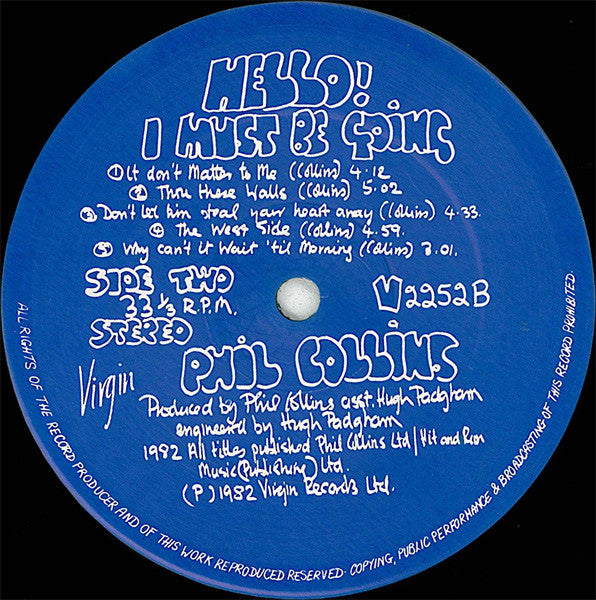 HELLO!
I MUST BE GOING
① It don't Matter to Me (Collins) 4.12
② Thru these Walls (Collins) 5.02
③ Don't let him steal your heart away (Collins) 4.33.
④ The West Side (Collins) 4.59.
⑤ Why can't it Wait 'til Morning (Collins) 3.01.
SIDE TWO
33 1/3 R.P.M.
STEREO
V2252B
PHIL COLLINS
Virgin
Produced by Phil Collins asst. Hugh Padgham
engineered by Hugh Padgham
1982 All titles published Phil Collins Ltd / Hit and Run
Music (Publishing) Ltd.
(P) 1982 Virgin Records Ltd.
ALL RIGHTS OF THE RECORD PRODUCER AND OF THIS WORK REPRODUCED RESERVED. COPYING, PUBLIC PERFORMANCE & BROADCASTING OF THIS RECORD PROHIBITED.